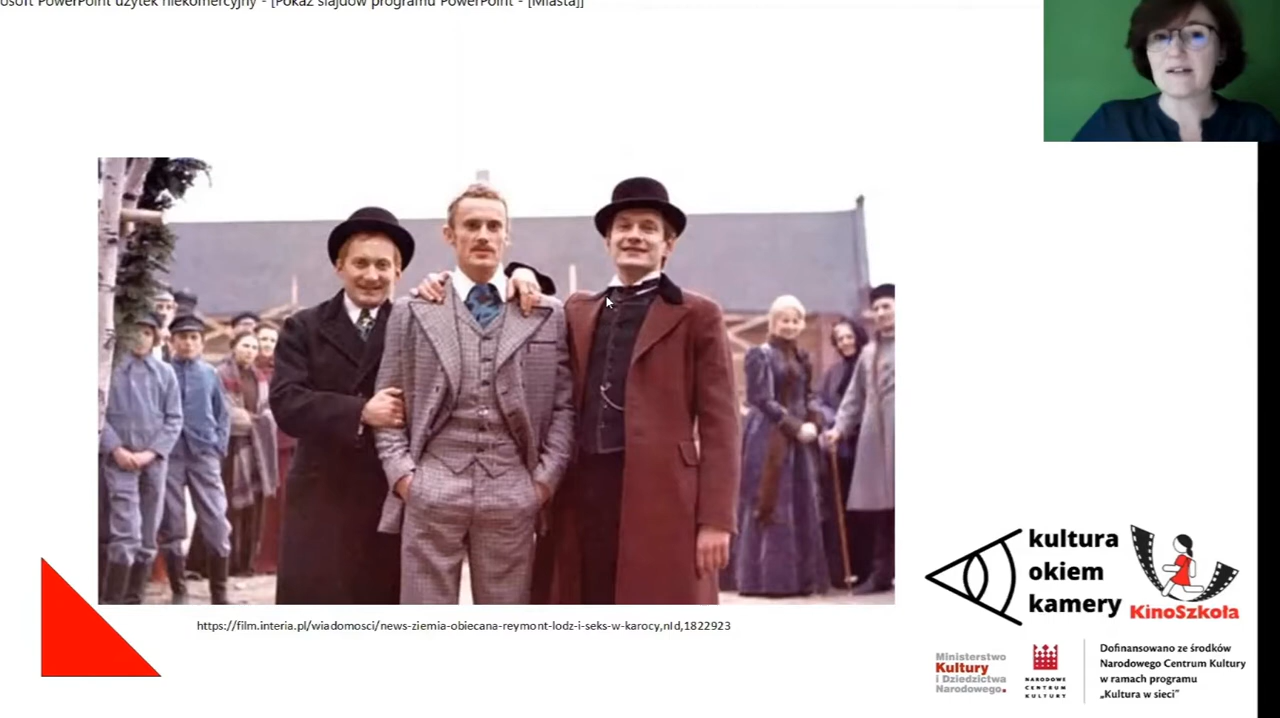 osoft PowerPoint użytek niekomercyjny - [Pokaz slajdów programu PowerPoint - [Miasta]]
https://film.interia.pl/wiadomosci/news-ziemia-obiecana-reymont-lodz-i-seks-w-karocy,nId,1822923
kultura
okiem
kamery
KinoSzkoła
Ministerstwo
Kultury
i Dziedzictwa
Narodowego.
NARODOWE
CENTRUM
KULTURY
Dofinansowano ze środków
Narodowego Centrum Kultury
w ramach programu
„Kultura w sieci”